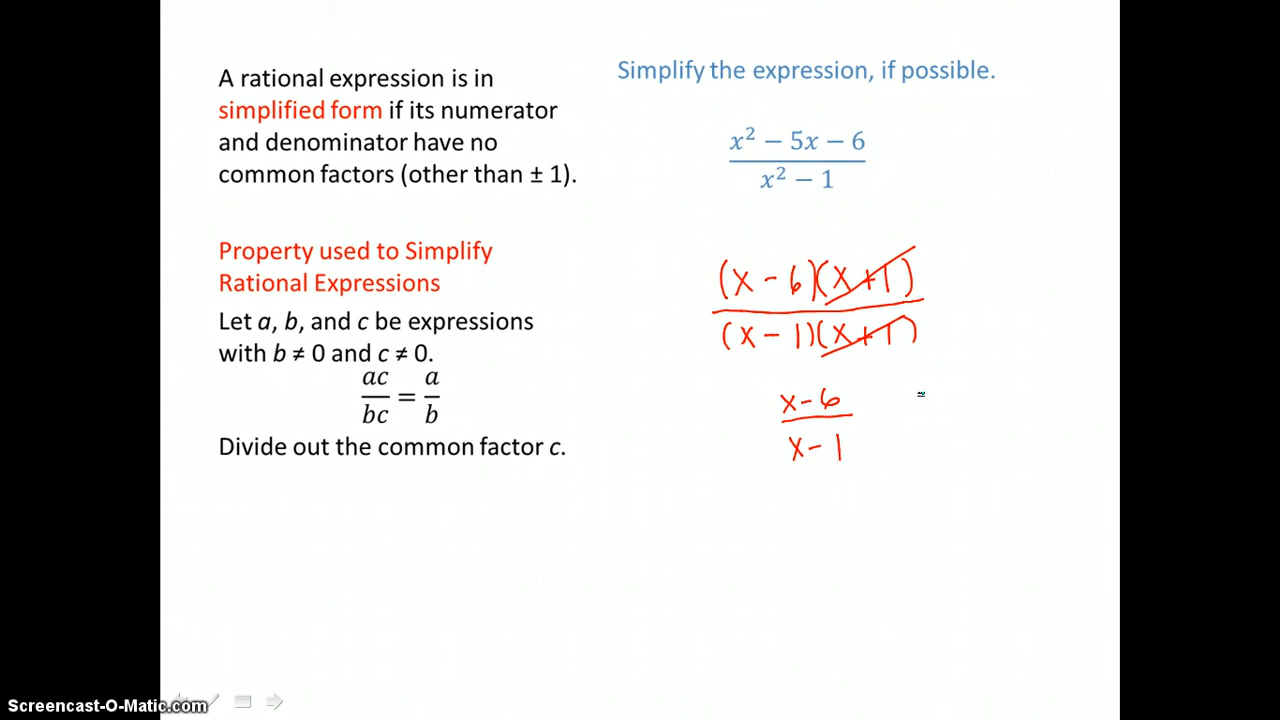 A rational expression is in
simplified form if its numerator
and denominator have no
common factors (other than ± 1).
Property used to Simplify
Rational Expressions
Let a, b, and c be expressions
with b ≠ 0 and c ≠ 0.
ac/bc = a/b
Divide out the common factor c.
Simplify the expression, if possible.
x² − 5x − 6
x² − 1
(x − 6)(x + 1)
(x − 1)(x + 1)
x − 6
x − 1
Screencast-O-Matic.com